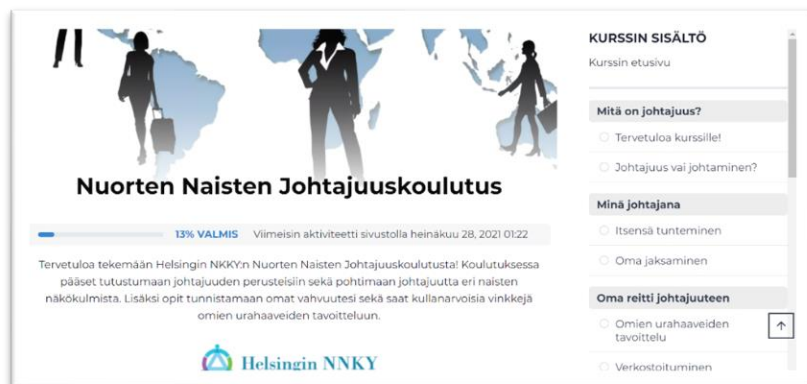 Nuorten Naisten Johtajuuskoulutus
13% VALMIS Viimeisin aktiviteetti sivustolla heinäkuu 28, 2021 01:22
Tervetuloa tekemään Helsingin NKKY:n Nuorten Naisten Johtajuuskoulutusta! Koulutuksessa
pääset tutustumaan johtajuuden perusteisiin sekä pohtimaan johtajuutta eri naisten
näkökulmista. Lisäksi opit tunnistamaan omat vahvuutesi sekä saat kullanarvoisia vinkkejä
omien urahaaveiden tavoitteluun.
Helsingin NNKY
KURSSIN SISÄLTÖ
Kurssin etusivu
Mitä on johtajuus?
Tervetuloa kurssille!
Johtajuus vai johtaminen?
Minä johtajana
Itsensä tunteminen
Oma jaksaminen
Oma reitti johtajuuteen
Omien urahaaveiden
tavoittelu
Verkostoituminen